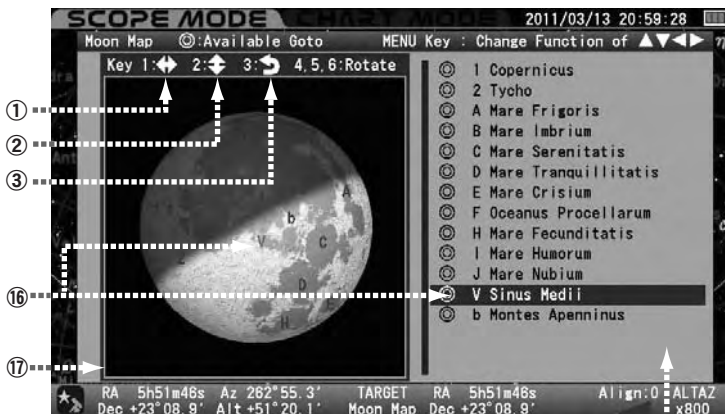 SCOPE MODE CHART MODE 2011/03/13 20:59:28
Moon Map ◎:Available Goto MENU Key : Change Function of ▲▼◀▶
Key 1: 2: 3: 4,5,6:Rotate
①
②
③
⑯
⑰
A
b
V
C
D
H
2
◎ 1 Copernicus
◎ 2 Tycho
◎ A Mare Frigoris
◎ B Mare Imbrium
◎ C Mare Serenitatis
◎ D Mare Tranquillitatis
◎ E Mare Crisium
◎ F Oceanus Procellarum
◎ H Mare Fecunditatis
◎ I Mare Humorum
◎ J Mare Nubium
◎ V Sinus Medii
◎ b Montes Apenninus
RA 5h51m46s Az 262°55.3′ TARGET RA 5h51m46s Align:0 ALTAZ
Dec +23°08.9′ Alt +51°20.1′ Moon Map Dec +23°08.9′ x800